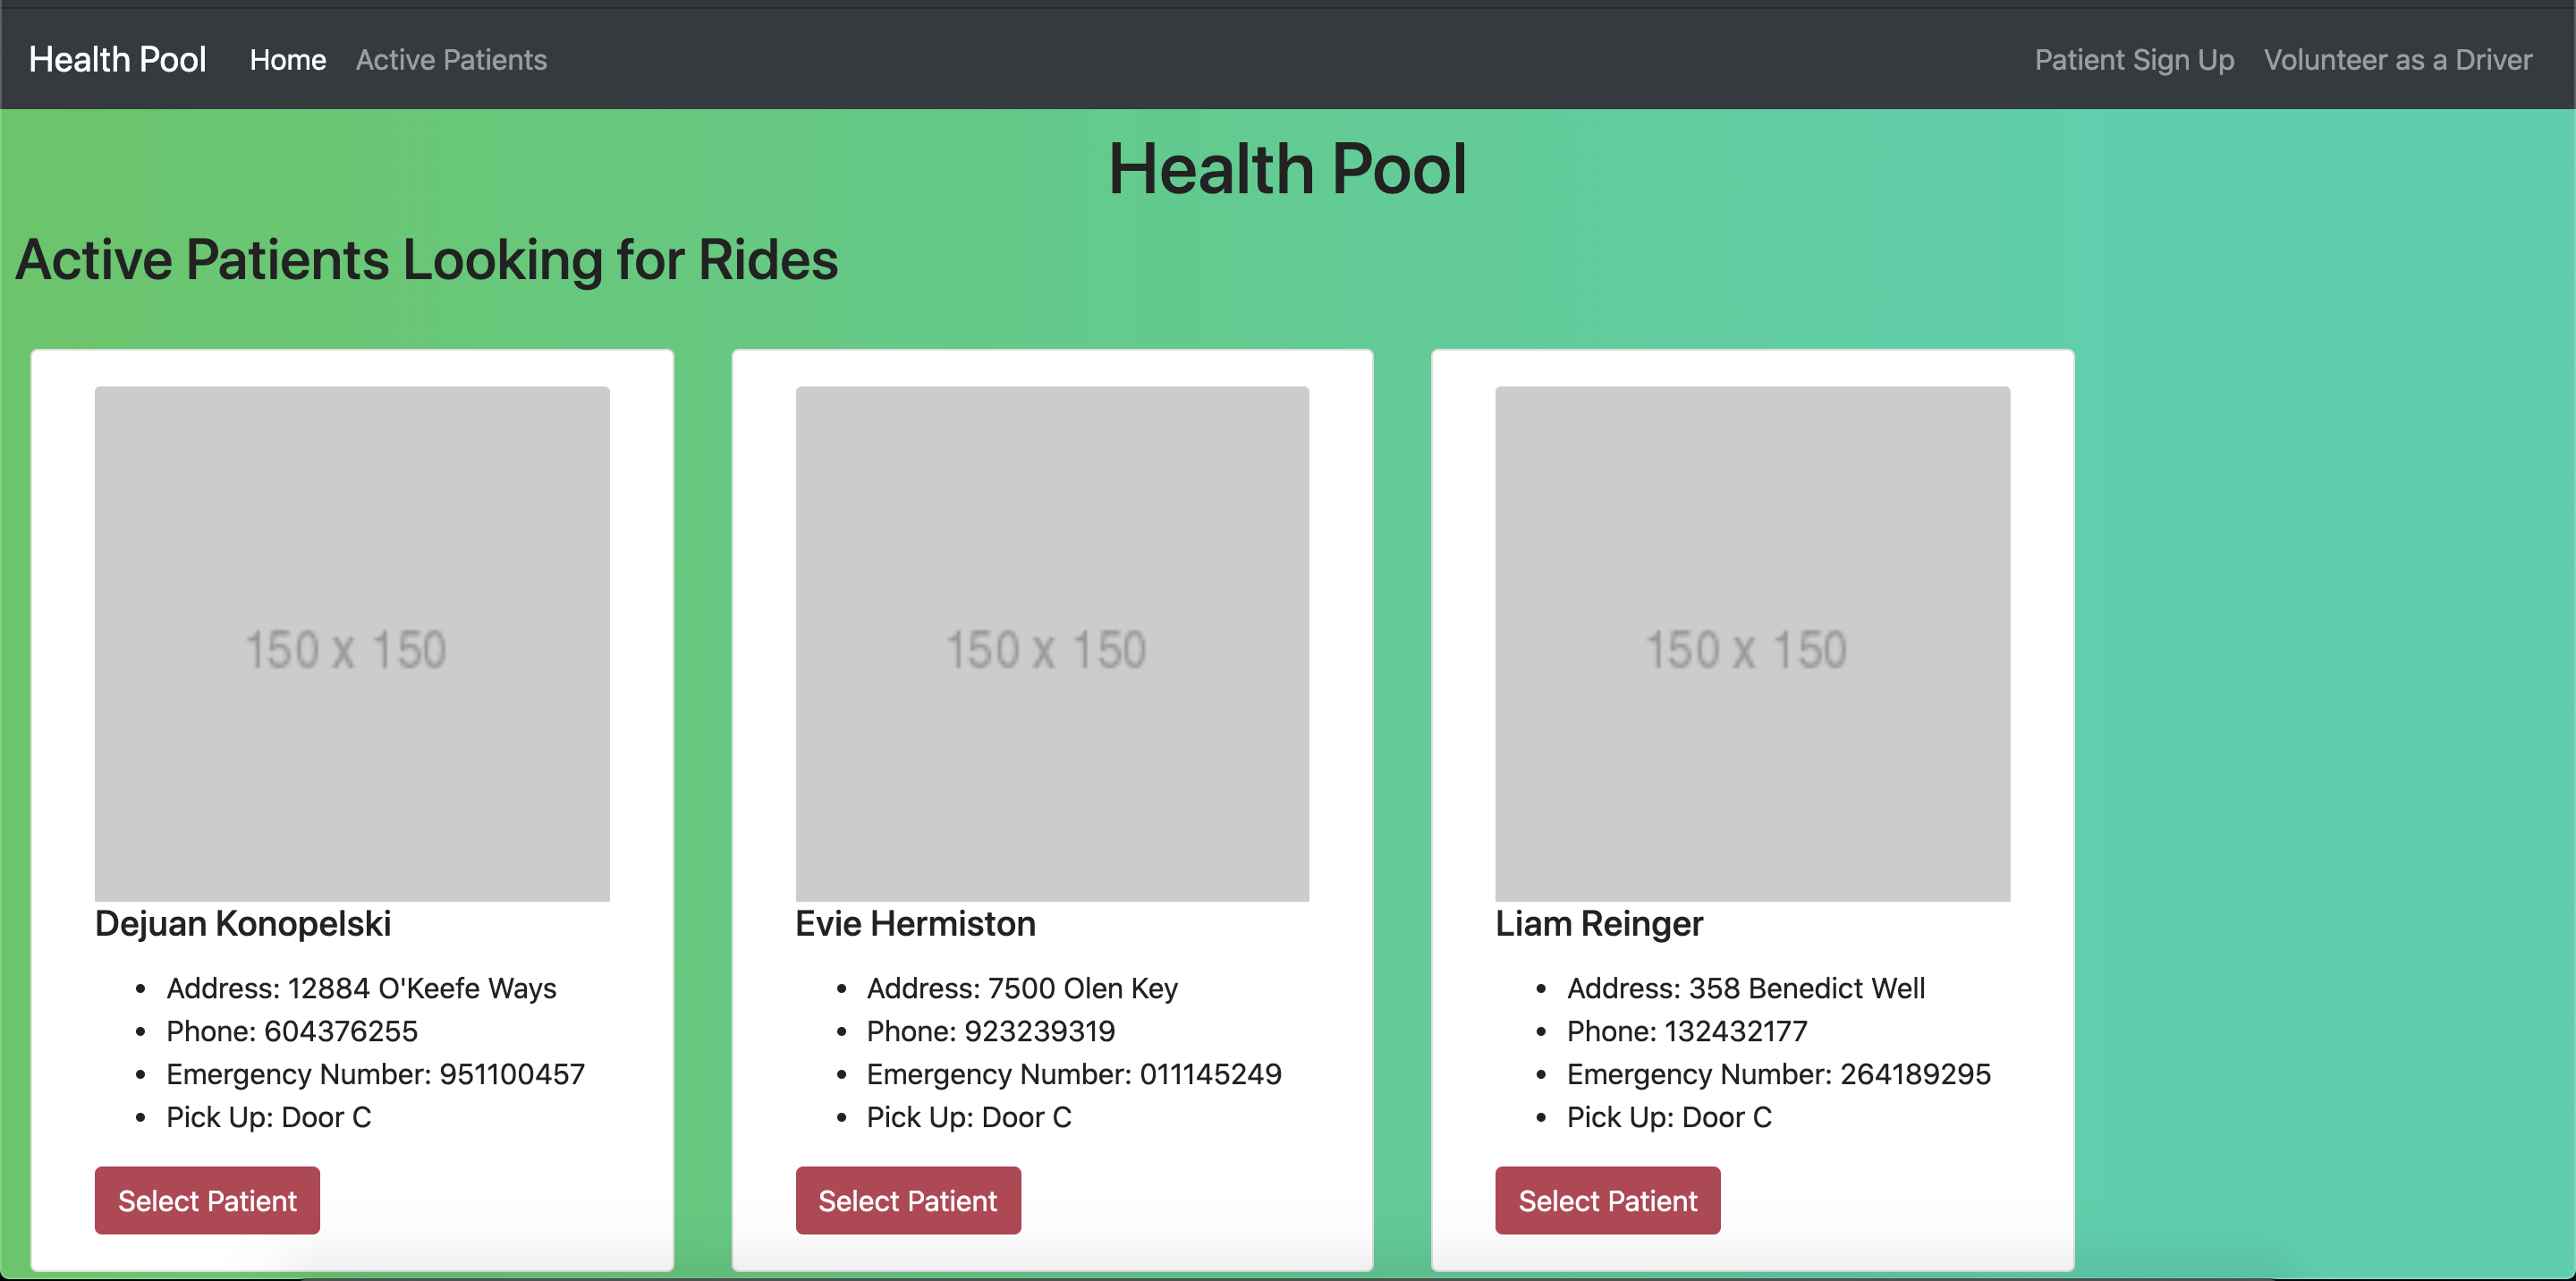 Health Pool Home Active Patients Patient Sign Up Volunteer as a Driver
Health Pool
Active Patients Looking for Rides
150 x 150
Dejuan Konopelski
• Address: 12884 O'Keefe Ways
• Phone: 604376255
• Emergency Number: 951100457
• Pick Up: Door C
Select Patient
150 x 150
Evie Hermiston
• Address: 7500 Olen Key
• Phone: 923239319
• Emergency Number: 011145249
• Pick Up: Door C
Select Patient
150 x 150
Liam Reinger
• Address: 358 Benedict Well
• Phone: 132432177
• Emergency Number: 264189295
• Pick Up: Door C
Select Patient